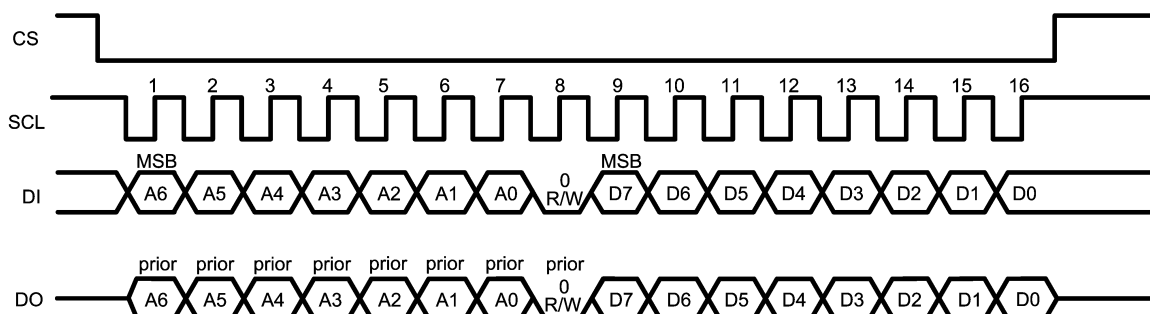 CS
1 2 3 4 5 6 7 8 9 10 11 12 13 14 15 16
SCL
MSB MSB
DI A6 A5 A4 A3 A2 A1 A0 0 D7 D6 D5 D4 D3 D2 D1 D0
R/W
prior prior prior prior prior prior prior prior
DO A6 A5 A4 A3 A2 A1 A0 0 D7 D6 D5 D4 D3 D2 D1 D0
R/W